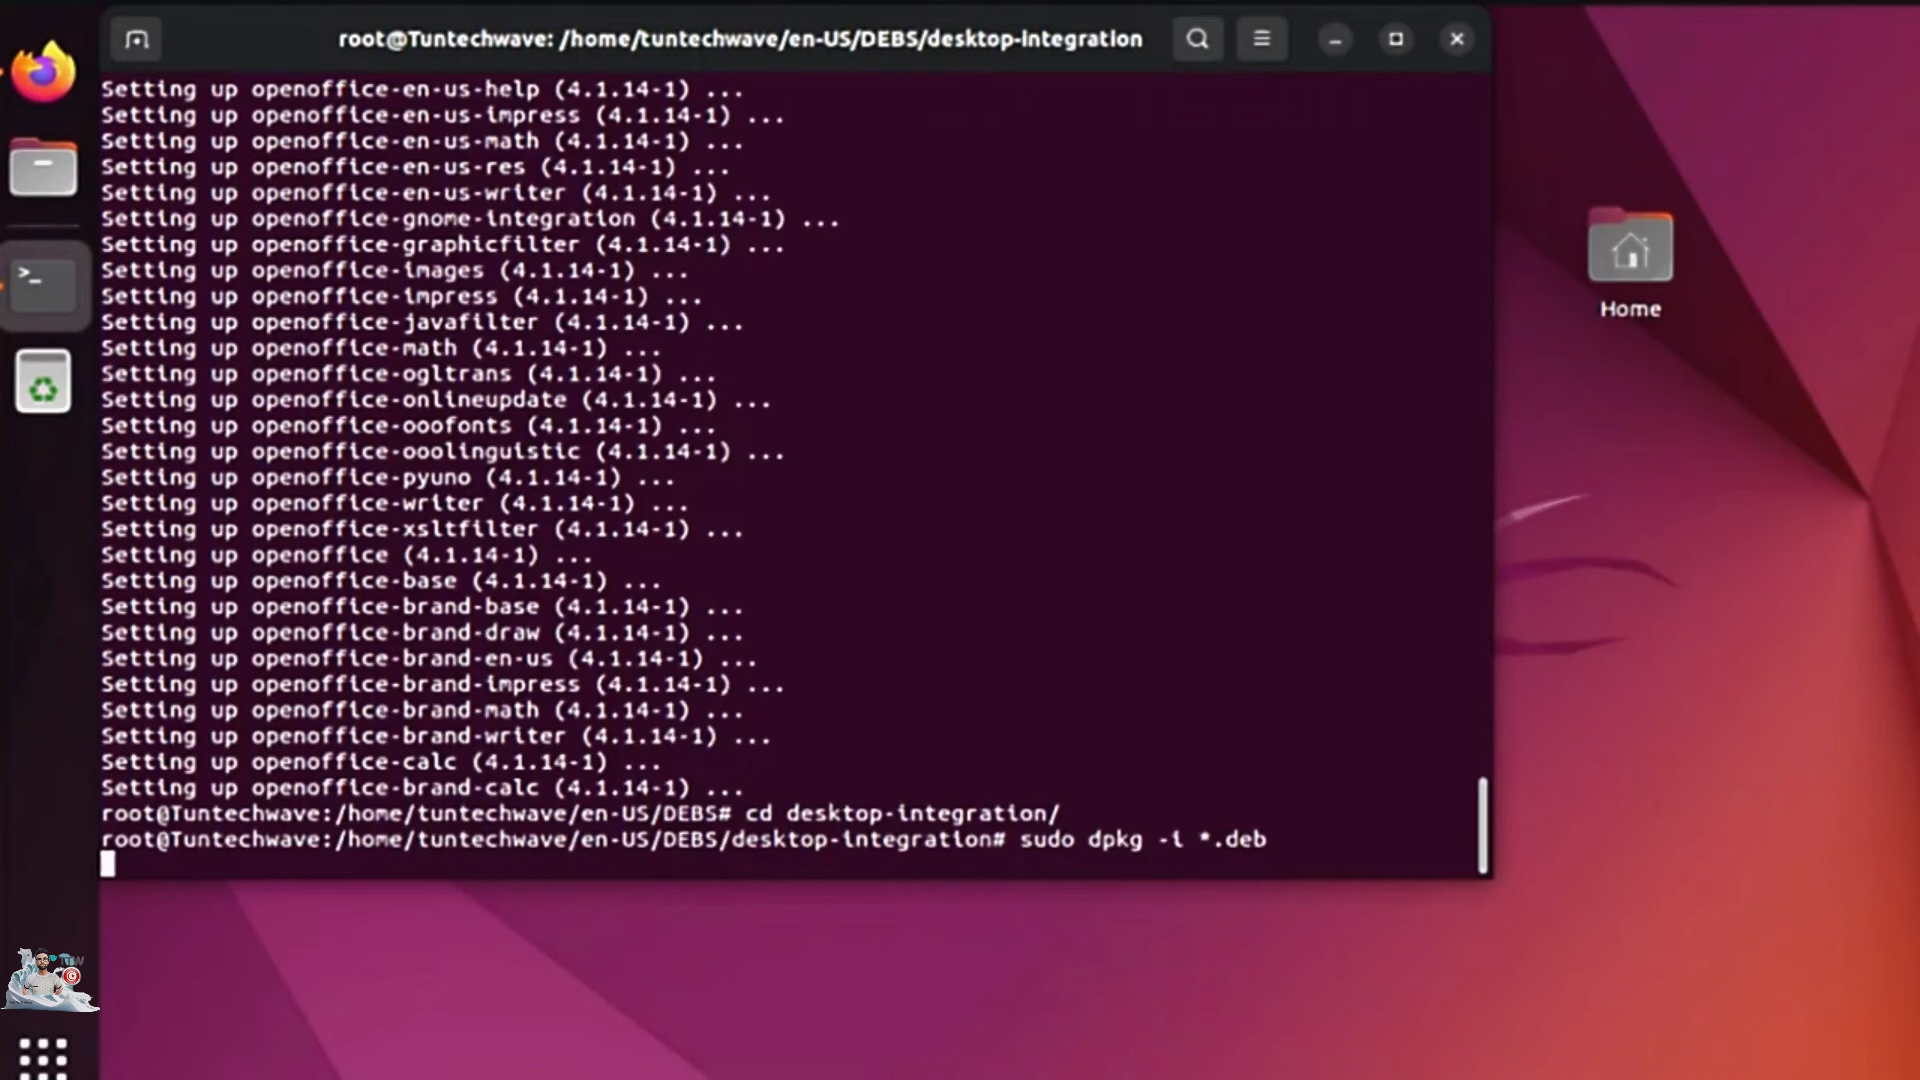 root@Tuntechwave: /home/tuntechwave/en-US/DEBS/desktop-integration
Setting up openoffice-en-us-help (4.1.14-1) ...
Setting up openoffice-en-us-impress (4.1.14-1) ...
Setting up openoffice-en-us-math (4.1.14-1) ...
Setting up openoffice-en-us-res (4.1.14-1) ...
Setting up openoffice-en-us-writer (4.1.14-1) ...
Setting up openoffice-gnome-integration (4.1.14-1) ...
Setting up openoffice-graphicfilter (4.1.14-1) ...
Setting up openoffice-images (4.1.14-1) ...
Setting up openoffice-impress (4.1.14-1) ...
Setting up openoffice-javafilter (4.1.14-1) ...
Setting up openoffice-math (4.1.14-1) ...
Setting up openoffice-ogltrans (4.1.14-1) ...
Setting up openoffice-onlineupdate (4.1.14-1) ...
Setting up openoffice-ooofonts (4.1.14-1) ...
Setting up openoffice-ooolinguistic (4.1.14-1) ...
Setting up openoffice-pyuno (4.1.14-1) ...
Setting up openoffice-writer (4.1.14-1) ...
Setting up openoffice-xsltfilter (4.1.14-1) ...
Setting up openoffice (4.1.14-1) ...
Setting up openoffice-base (4.1.14-1) ...
Setting up openoffice-brand-base (4.1.14-1) ...
Setting up openoffice-brand-draw (4.1.14-1) ...
Setting up openoffice-brand-en-us (4.1.14-1) ...
Setting up openoffice-brand-impress (4.1.14-1) ...
Setting up openoffice-brand-math (4.1.14-1) ...
Setting up openoffice-brand-writer (4.1.14-1) ...
Setting up openoffice-calc (4.1.14-1) ...
Setting up openoffice-brand-calc (4.1.14-1) ...
root@Tuntechwave:/home/tuntechwave/en-US/DEBS# cd desktop-integration/
root@Tuntechwave:/home/tuntechwave/en-US/DEBS/desktop-integration# sudo dpkg -i *.deb
Home